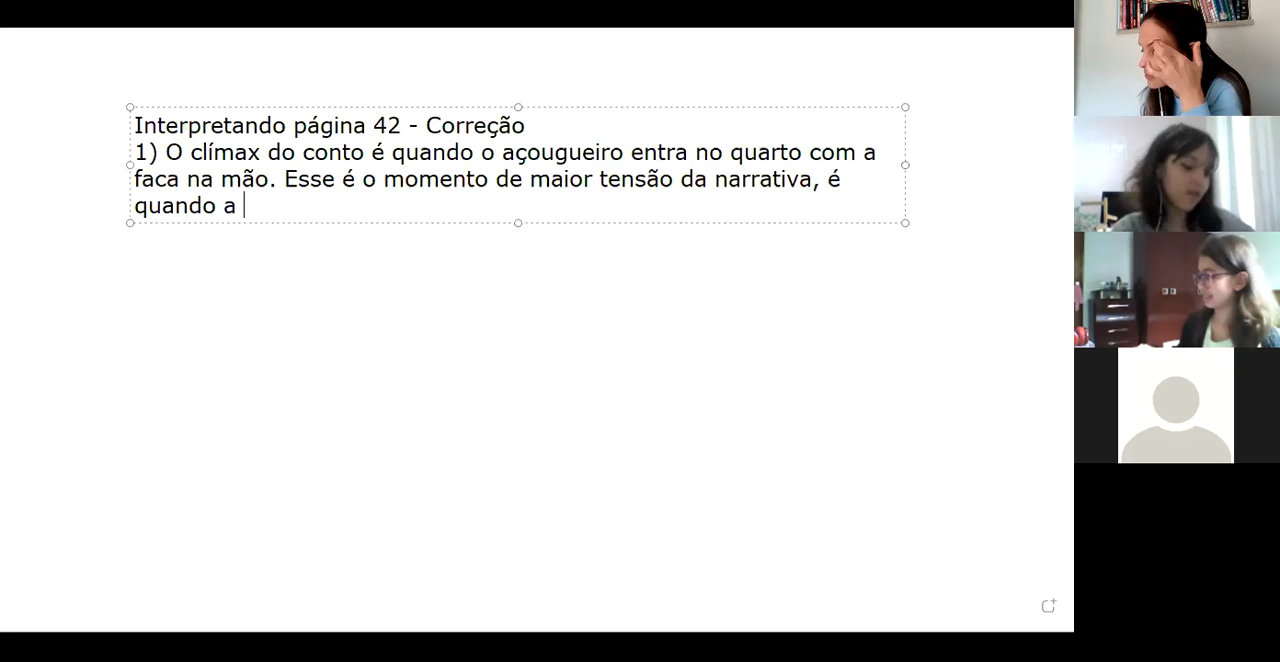 Interpretando página 42 - Correção
1) O clímax do conto é quando o açougueiro entra no quarto com a
faca na mão. Esse é o momento de maior tensão da narrativa, é
quando a